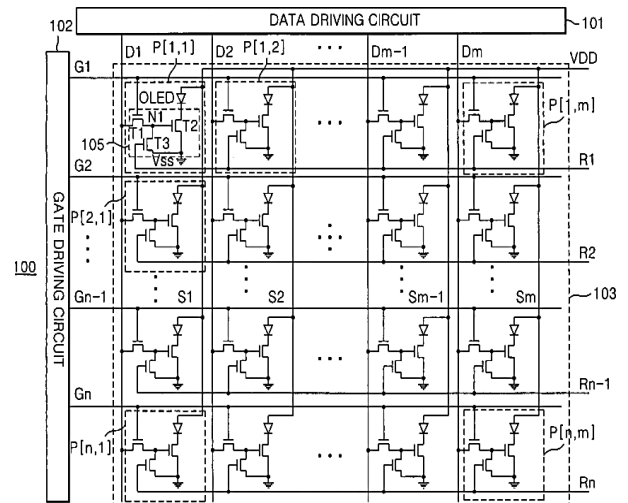 DATA DRIVING CIRCUIT
101
102
D1 P[1,1] D2 P[1,2] ... Dm-1 Dm
VDD
G1
OLED
N1
T1 T2
105 T3
Vss
P[1,m]
R1
G2
P[2,1]
R2
100
GATE DRIVING CIRCUIT
Gn-1 S1 S2 Sm-1 Sm
103
Rn-1
Gn
P[n,1]
P[n,m]
Rn